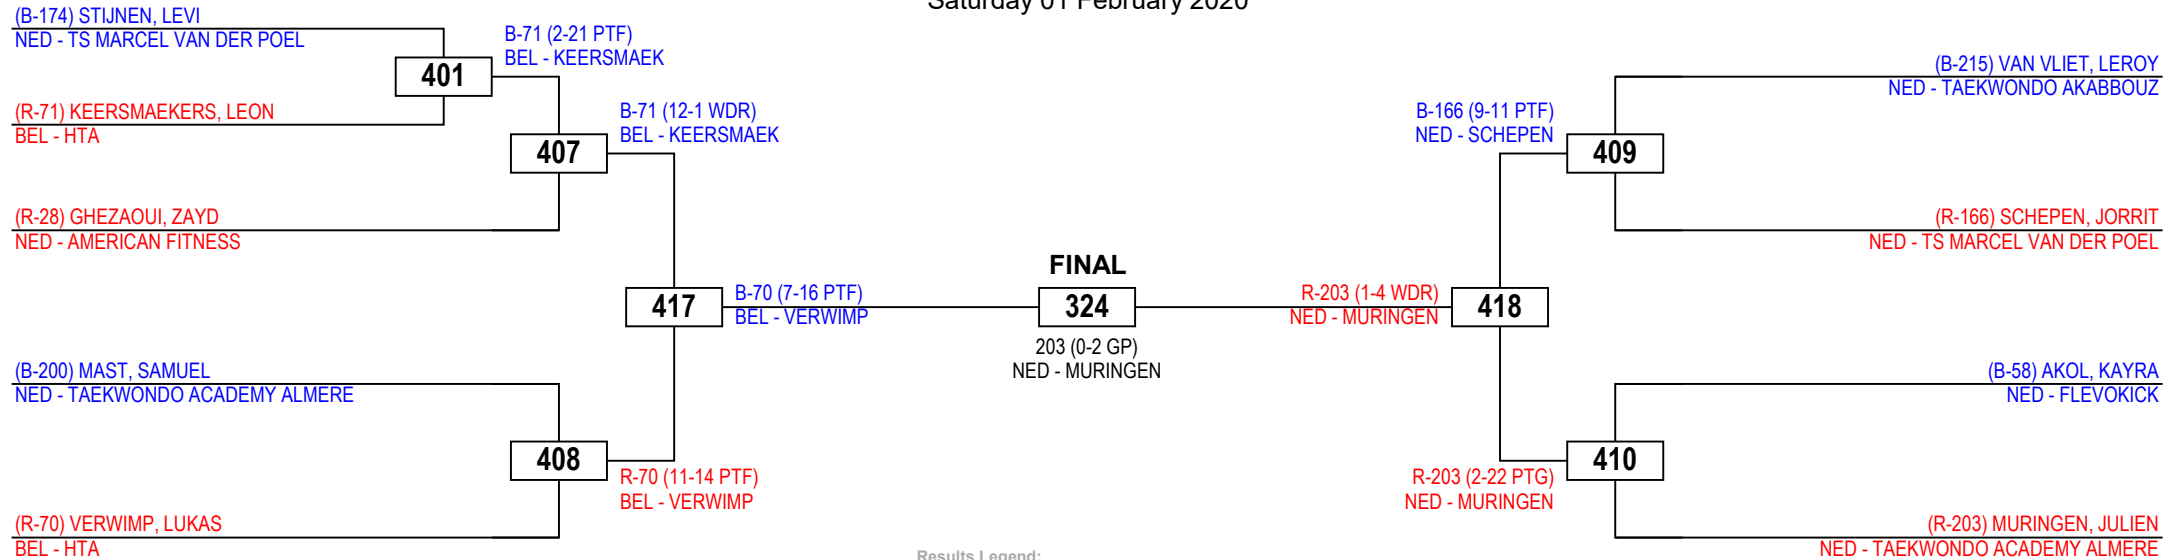 Saturday 01 February 2020
(B-174) STIJNEN, LEVI
NED - TS MARCEL VAN DER POEL
401
(R-71) KEERSMAEKERS, LEON
BEL - HTA
B-71 (2-21 PTF)
BEL - KEERSMAEK
407
(R-28) GHEZAOUI, ZAYD
NED - AMERICAN FITNESS
B-71 (12-1 WDR)
BEL - KEERSMAEK
417
(B-200) MAST, SAMUEL
NED - TAEKWONDO ACADEMY ALMERE
408
(R-70) VERWIMP, LUKAS
BEL - HTA
R-70 (11-14 PTF)
BEL - VERWIMP
B-70 (7-16 PTF)
BEL - VERWIMP
FINAL
324
203 (0-2 GP)
NED - MURINGEN
R-203 (1-4 WDR)
NED - MURINGEN
418
B-166 (9-11 PTF)
NED - SCHEPEN
409
(B-215) VAN VLIET, LEROY
NED - TAEKWONDO AKABBOUZ
(R-166) SCHEPEN, JORRIT
NED - TS MARCEL VAN DER POEL
R-203 (2-22 PTG)
NED - MURINGEN
410
(B-58) AKOL, KAYRA
NED - FLEVOKICK
(R-203) MURINGEN, JULIEN
NED - TAEKWONDO ACADEMY ALMERE
Results Legend: